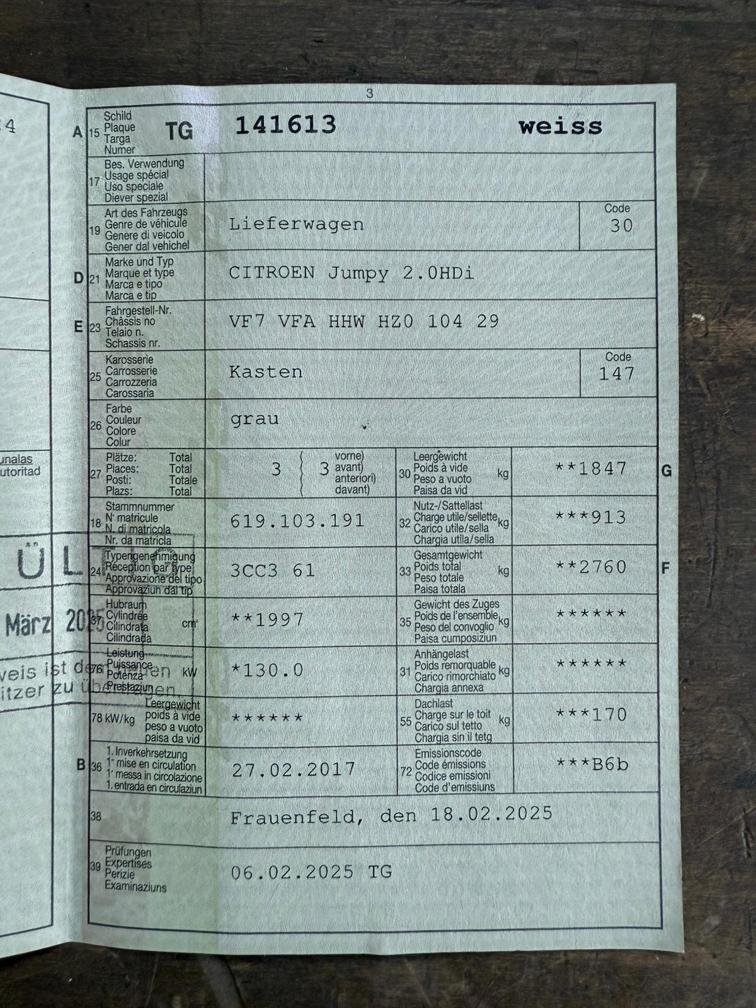 3
:4
A 15 Schild
Plaque
Targa
Numer
TG 141613 weiss
17 Bes. Verwendung
Usage spécial
Uso speciale
Diever spezial
19 Art des Fahrzeugs
Genre de véhicule
Genere di veicolo
Gener dal vehichel
Lieferwagen
Code
30
D 21 Marke und Typ
Marque et type
Marca e tipo
Marca e tip
CITROEN Jumpy 2.0HDi
E 23 Fahrgestell-Nr.
Châssis no
Telaio n.
Schassis nr.
VF7 VFA HHW HZ0 104 29
25 Karosserie
Carrosserie
Carrozzeria
Carossaria
Kasten
Code
147
26 Farbe
Couleur
Colore
Colur
grau
27 Plätze: Total
Places: Total
Posti: Totale
Plazs: Total
3 ( 3 vorne)
avant)
anteriori)
davant)
30 Leergewicht
Poids à vide
Peso a vuoto
Paisa da vid
kg
**1847
G
unalas
utoritad
18 Stammnummer
N° matricule
N. di matricola
Nr. da matricla
619.103.191
32 Nutz-/Sattellast
Charge utile/sellette
Carico utile/sella
Chargia utila/sella
kg
***913
24 Typengenehmigung
Réception par type
Approvazione del tipo
Approvaziun dal tip
3CC3 61
33 Gesamtgewicht
Poids total
Peso totale
Paisa totala
kg
**2760
F
ÜL
37 Hubraum
Cylindrée
Cilindrata
Cilindrada
cm³
**1997
35 Gewicht des Zuges
Poids de l'ensemble
Peso del convoglio
Paisa cumposiziun
kg
******
März 2025
76 Leistung
Puissance
Potenza
Prestaziun
kW
*130.0
31 Anhängelast
Poids remorquable
Carico rimorchiato
Chargia annexa
kg
******
weis ist dem
itzer zu
78 kW/kg Leergewicht
poids à vide
peso a vuoto
paisa da vid
******
55 Dachlast
Charge sur le toit
Carico sul tetto
Chargia sin il tetg
kg
***170
B 36 1. Inverkehrsetzung
1re mise en circulation
1a messa in circolazione
1. entrada en circulaziun
27.02.2017
72 Emissionscode
Code émissions
Codice emissioni
Code d'emissiuns
***B6b
38 Frauenfeld, den 18.02.2025
39 Prüfungen
Expertises
Perizie
Examinaziuns
06.02.2025 TG